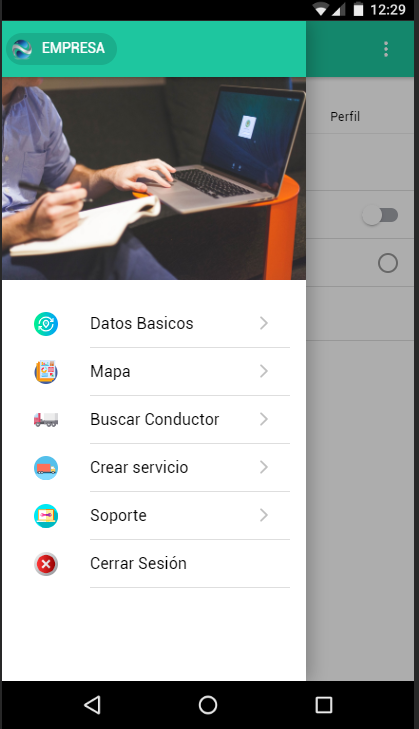 12:29
EMPRESA
Perfil
Datos Basicos
Mapa
Buscar Conductor
Crear servicio
Soporte
Cerrar Sesión